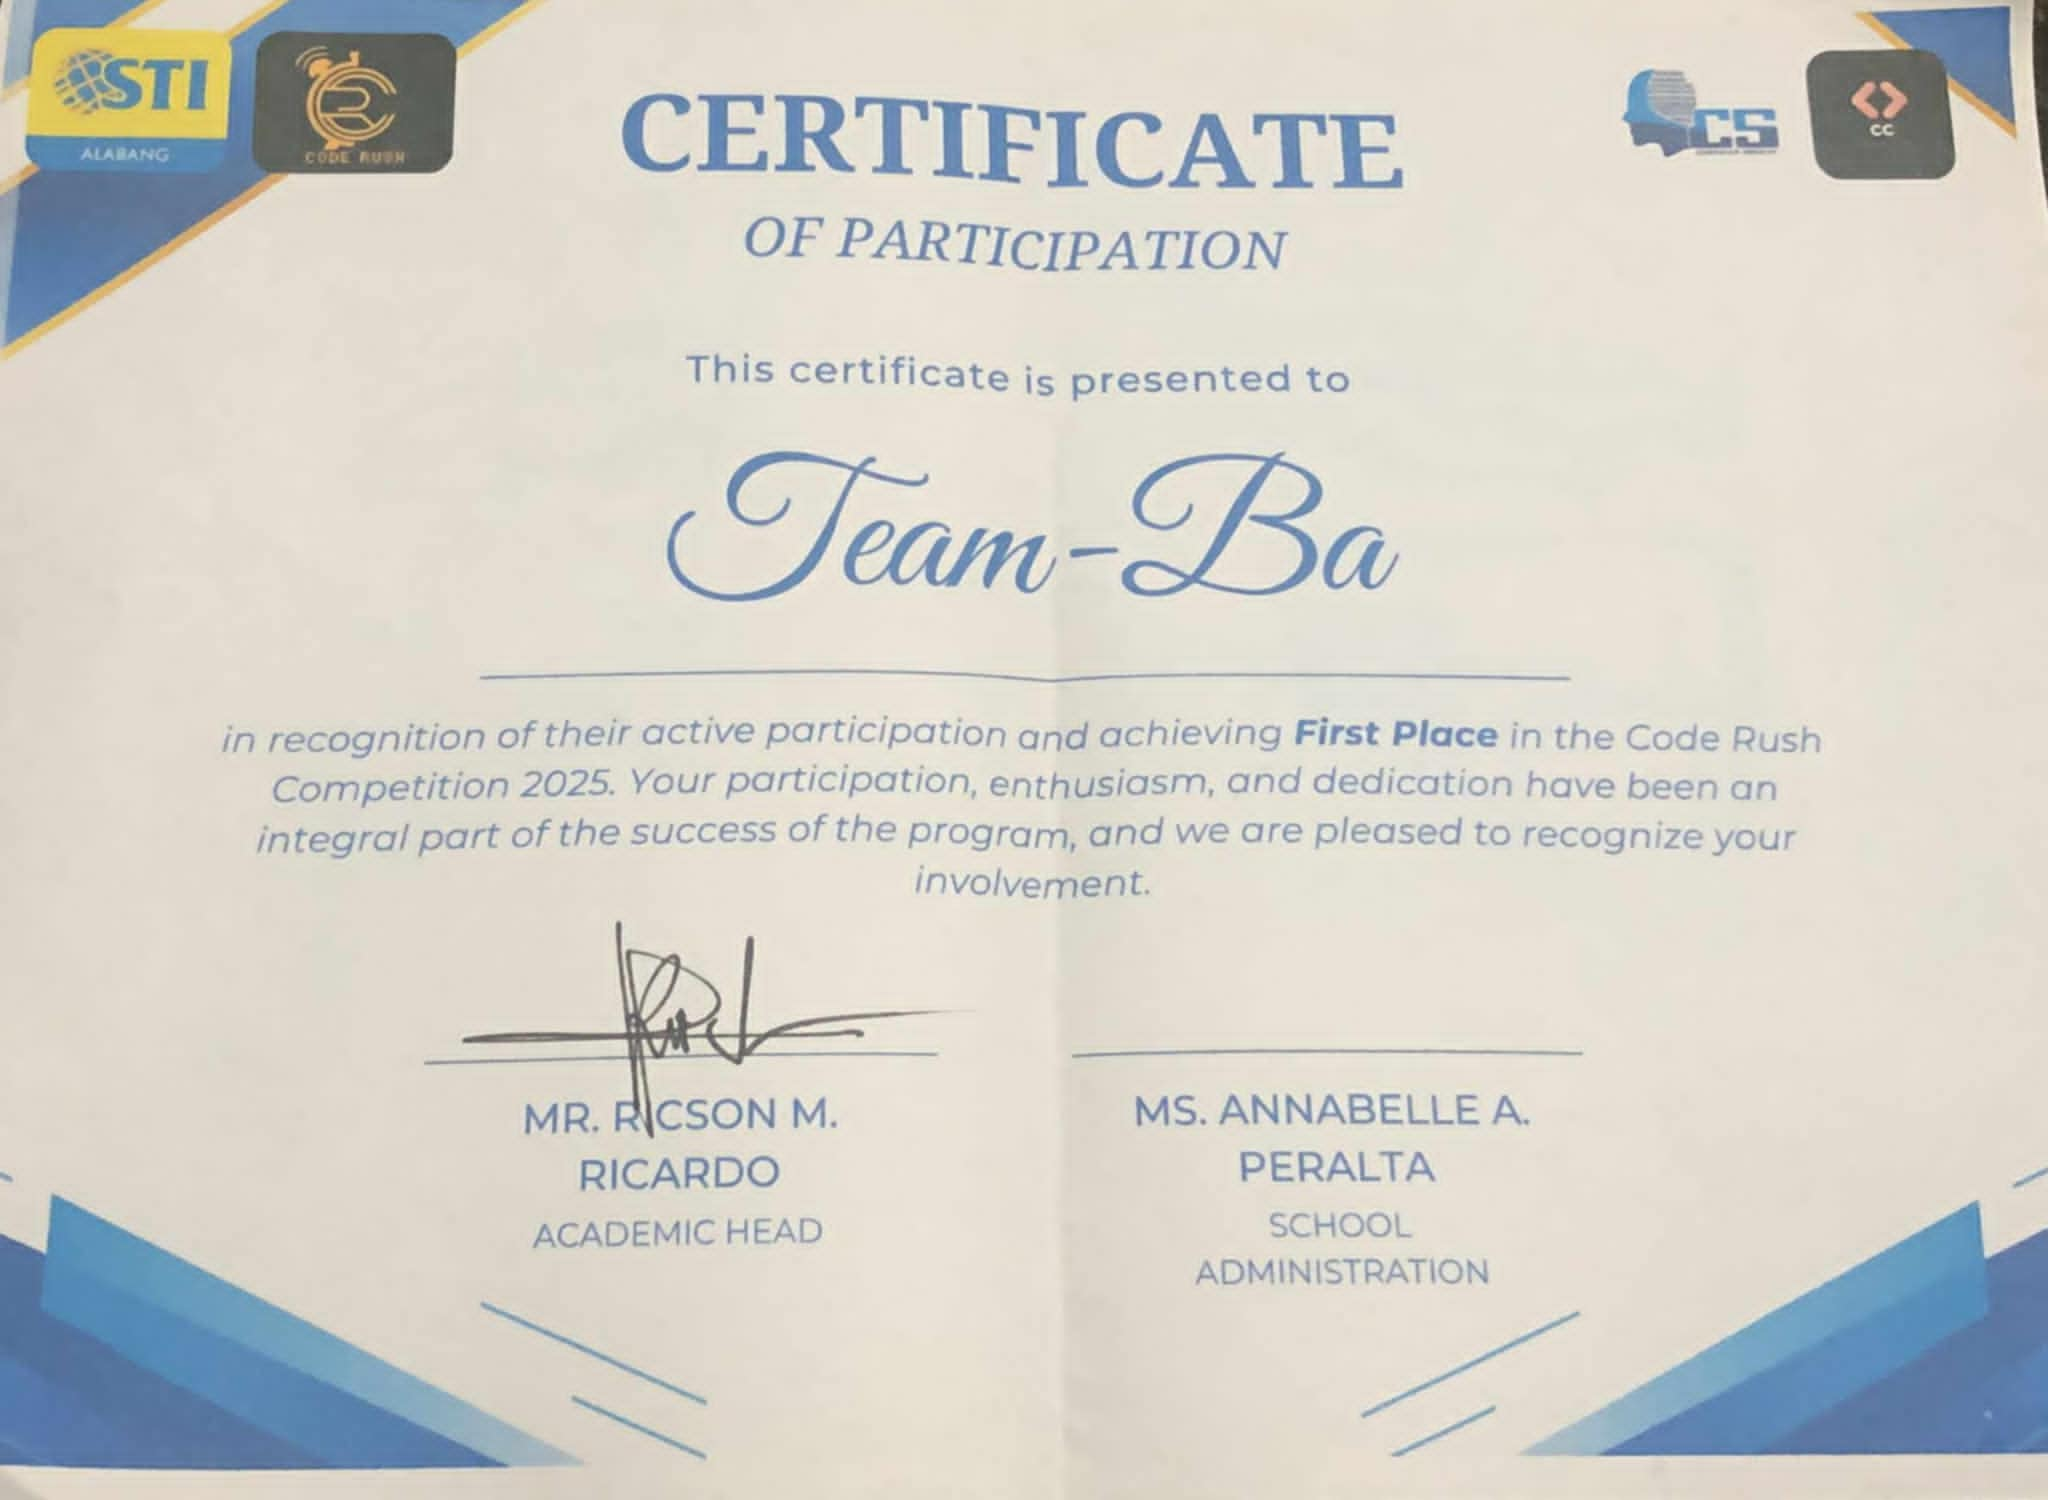 STI
ALABANG
CODE RUSH
CS
CC
CERTIFICATE
OF PARTICIPATION
This certificate is presented to
Team-Ba
in recognition of their active participation and achieving First Place in the Code Rush
Competition 2025. Your participation, enthusiasm, and dedication have been an
integral part of the success of the program, and we are pleased to recognize your
involvement.
MR. RICSON M.
RICARDO
ACADEMIC HEAD
MS. ANNABELLE A.
PERALTA
SCHOOL
ADMINISTRATION